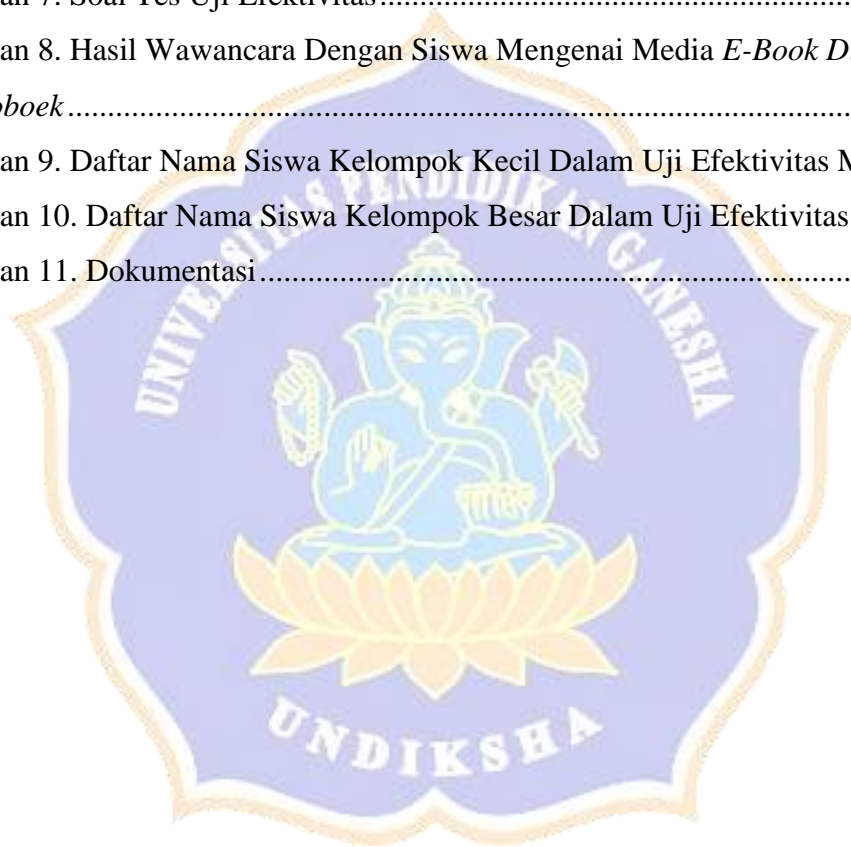 an 7. Soal Tes Uji Efektivitas
an 8. Hasil Wawancara Dengan Siswa Mengenai Media E-Book D
boek
an 9. Daftar Nama Siswa Kelompok Kecil Dalam Uji Efektivitas M
an 10. Daftar Nama Siswa Kelompok Besar Dalam Uji Efektivitas
an 11. Dokumentasi
UNIVERSITAS PENDIDIKAN GANESHA
UNDIKSHA